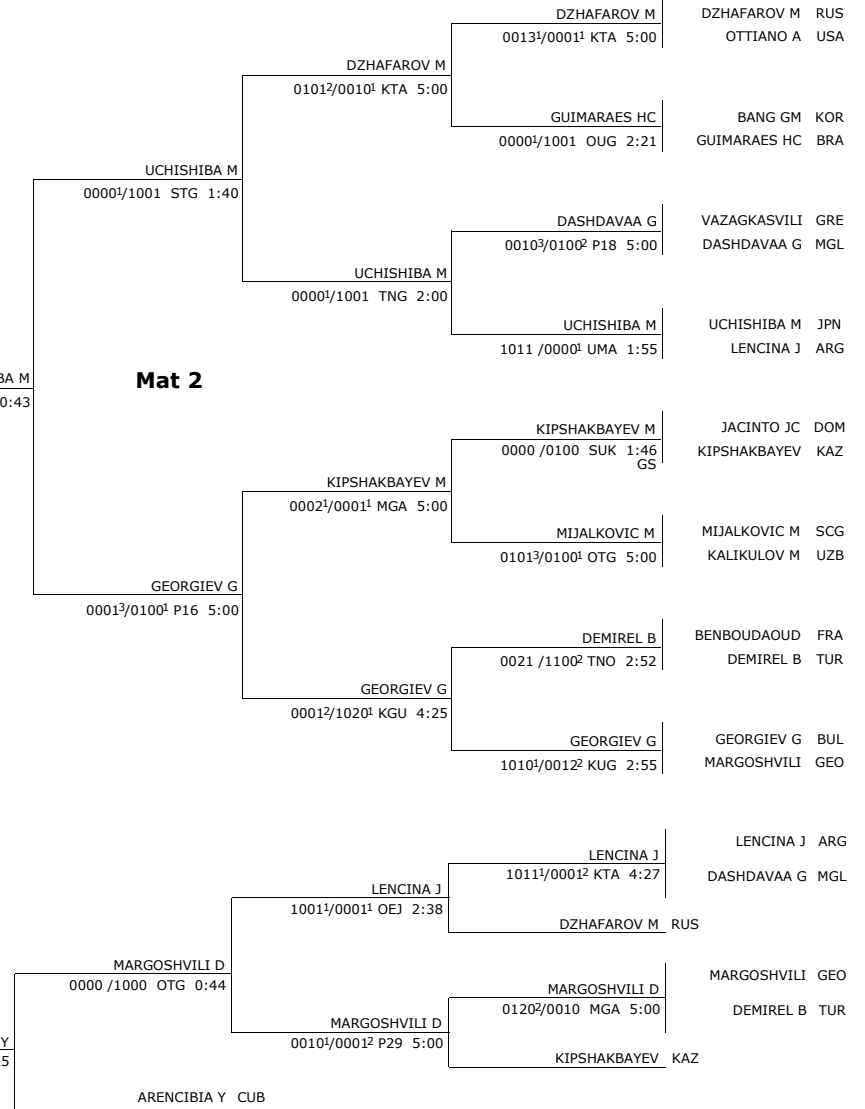 DZHAFAROV M DZHAFAROV M RUS
0013¹/0001¹ KTA 5:00 OTTIANO A USA
DZHAFAROV M
0101²/0010¹ KTA 5:00
GUIMARAES HC BANG GM KOR
0000¹/1001 OUG 2:21 GUIMARAES HC BRA
UCHISHIBA M
0000¹/1001 STG 1:40
DASHDAVAA G VAZAGKASVILI GRE
0010³/0100² P18 5:00 DASHDAVAA G MGL
UCHISHIBA M
0000¹/1001 TNG 2:00
UCHISHIBA M UCHISHIBA M JPN
1011 /0000¹ UMA 1:55 LENCINA J ARG
BA M Mat 2
0:43
KIPSHAKBAYEV M JACINTO JC DOM
0000 /0100 SUK 1:46 KIPSHAKBAYEV KAZ
GS
KIPSHAKBAYEV M
0002¹/0001¹ MGA 5:00
MIJALKOVIC M MIJALKOVIC M SCG
0101³/0100¹ OTG 5:00 KALIKULOV M UZB
GEORGIEV G
0001³/0100¹ P16 5:00
DEMIREL B BENBOUDAOUD FRA
0021 /1100² TNO 2:52 DEMIREL B TUR
GEORGIEV G
0001²/1020¹ KGU 4:25
GEORGIEV G GEORGIEV G BUL
1010¹/0012² KUG 2:55 MARGOSHVILI GEO
LENCINA J LENCINA J ARG
1011¹/0001² KTA 4:27 DASHDAVAA G MGL
LENCINA J
1001¹/0001¹ OEJ 2:38
DZHAFAROV M RUS
MARGOSHVILI D
0000 /1000 OTG 0:44
MARGOSHVILI D MARGOSHVILI GEO
0120²/0010 MGA 5:00 DEMIREL B TUR
MARGOSHVILI D
0010¹/0001² P29 5:00
Y
5
KIPSHAKBAYEV KAZ
ARENCIBIA Y CUB